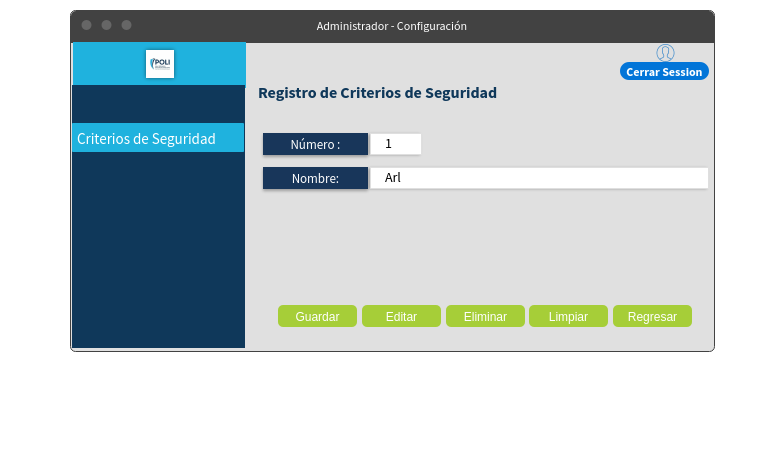 Administrador - Configuración
POLI
Cerrar Session
Registro de Criterios de Seguridad
Criterios de Seguridad
Número : 1
Nombre: Arl
Guardar Editar Eliminar Limpiar Regresar